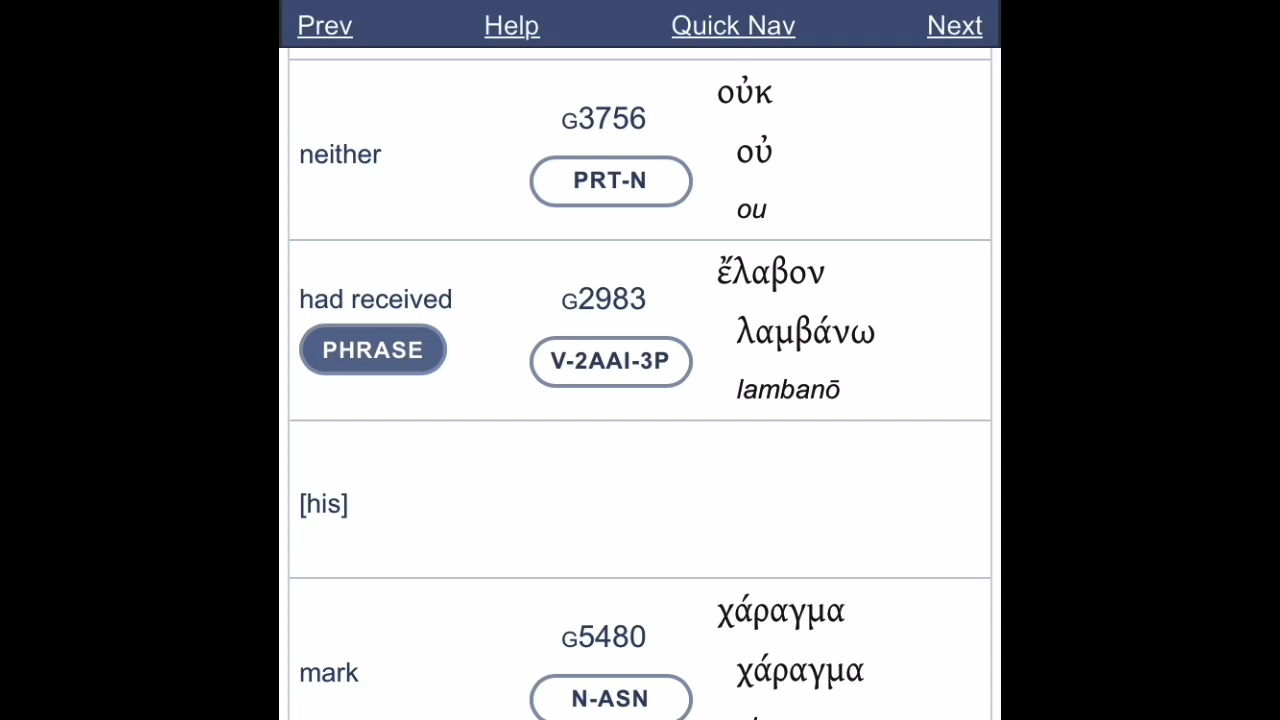 Prev Help Quick Nav Next
neither
G3756
PRT-N
οὐκ
οὐ
ou
had received
PHRASE
G2983
V-2AAI-3P
ἔλαβον
λαμβάνω
lambanō
[his]
mark
G5480
N-ASN
χάραγμα
χάραγμα